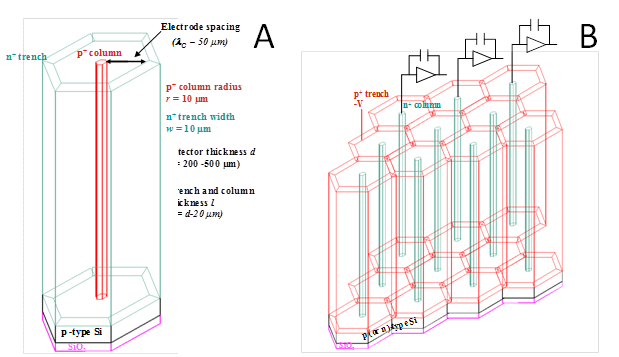 Electrode spacing
(λc – 50 μm)
A
B
n⁺ trench
p⁺ column
p⁺ column radius
r = 10 μm
n⁺ trench width
w = 10 μm
tector thickness d
: 200 -500 μm)
rench and column
ickness l
= d-20 μm)
p-type Si
SiO₂
p⁺ trench
-V
n+ column
p(or n)-type Si
SiO₂